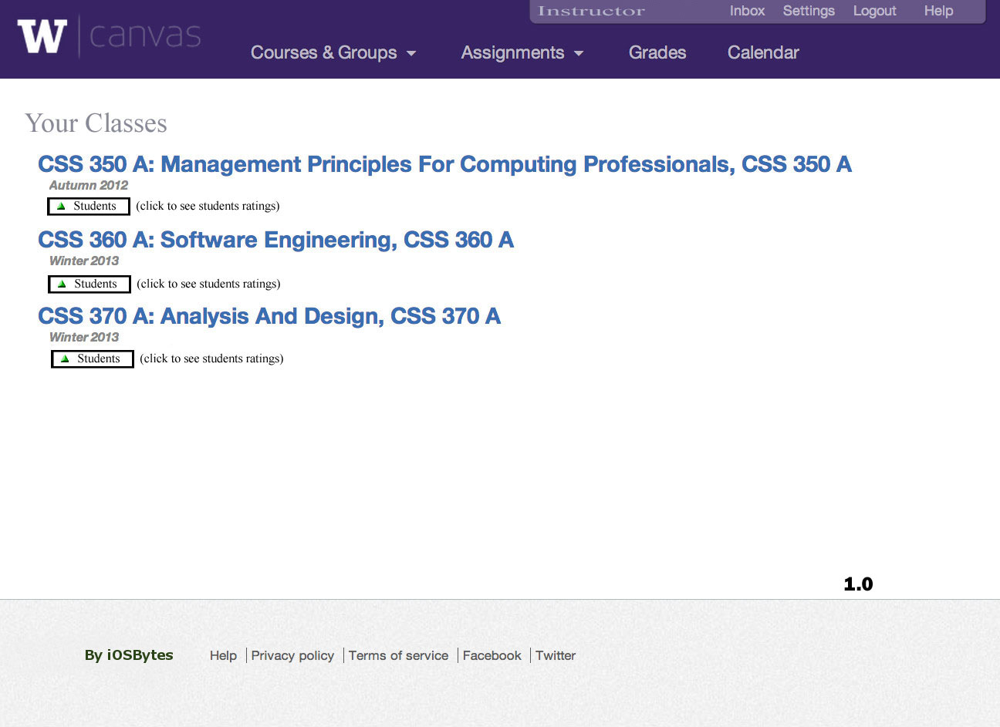 Instructor Inbox Settings Logout Help
W canvas
Courses & Groups Assignments Grades Calendar
Your Classes
CSS 350 A: Management Principles For Computing Professionals, CSS 350 A
Autumn 2012
Students (click to see students ratings)
CSS 360 A: Software Engineering, CSS 360 A
Winter 2013
Students (click to see students ratings)
CSS 370 A: Analysis And Design, CSS 370 A
Winter 2013
Students (click to see students ratings)
1.0
By iOSBytes Help Privacy policy Terms of service Facebook Twitter